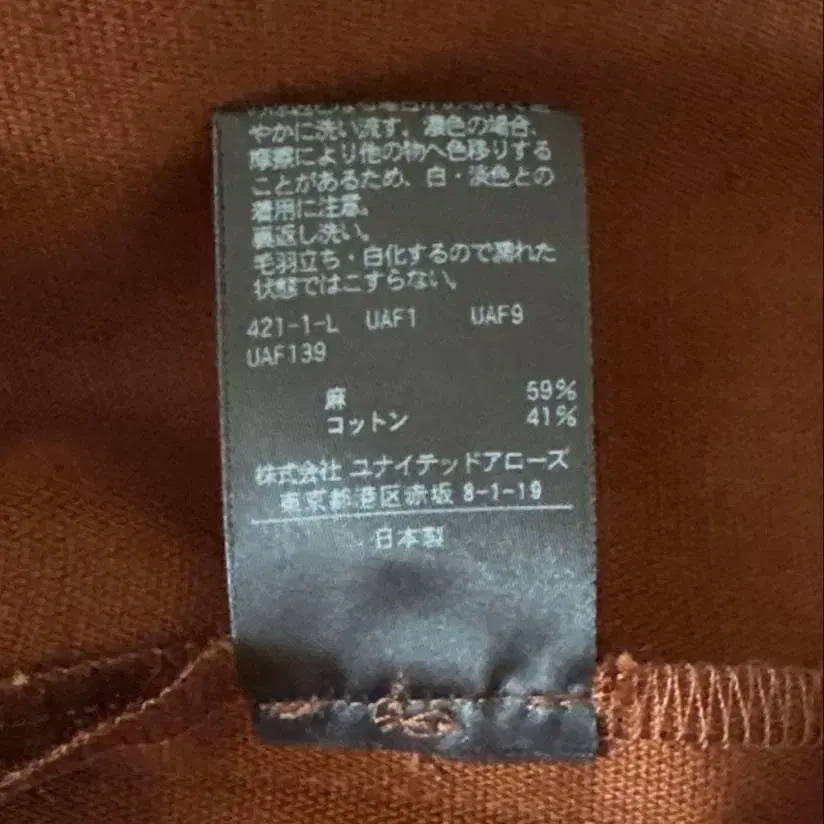 やかに洗い流す。濃色の場合、
摩擦により他の物へ色移りする
ことがあるため、白・淡色との
着用に注意。
裏返し洗い。
毛羽立ち・白化するので濡れた
状態ではこすらない。
421-1-L UAF1 UAF9
UAF139
麻 59%
コットン 41%
株式会社 ユナイテッドアローズ
東京都港区赤坂 8-1-19
日本製